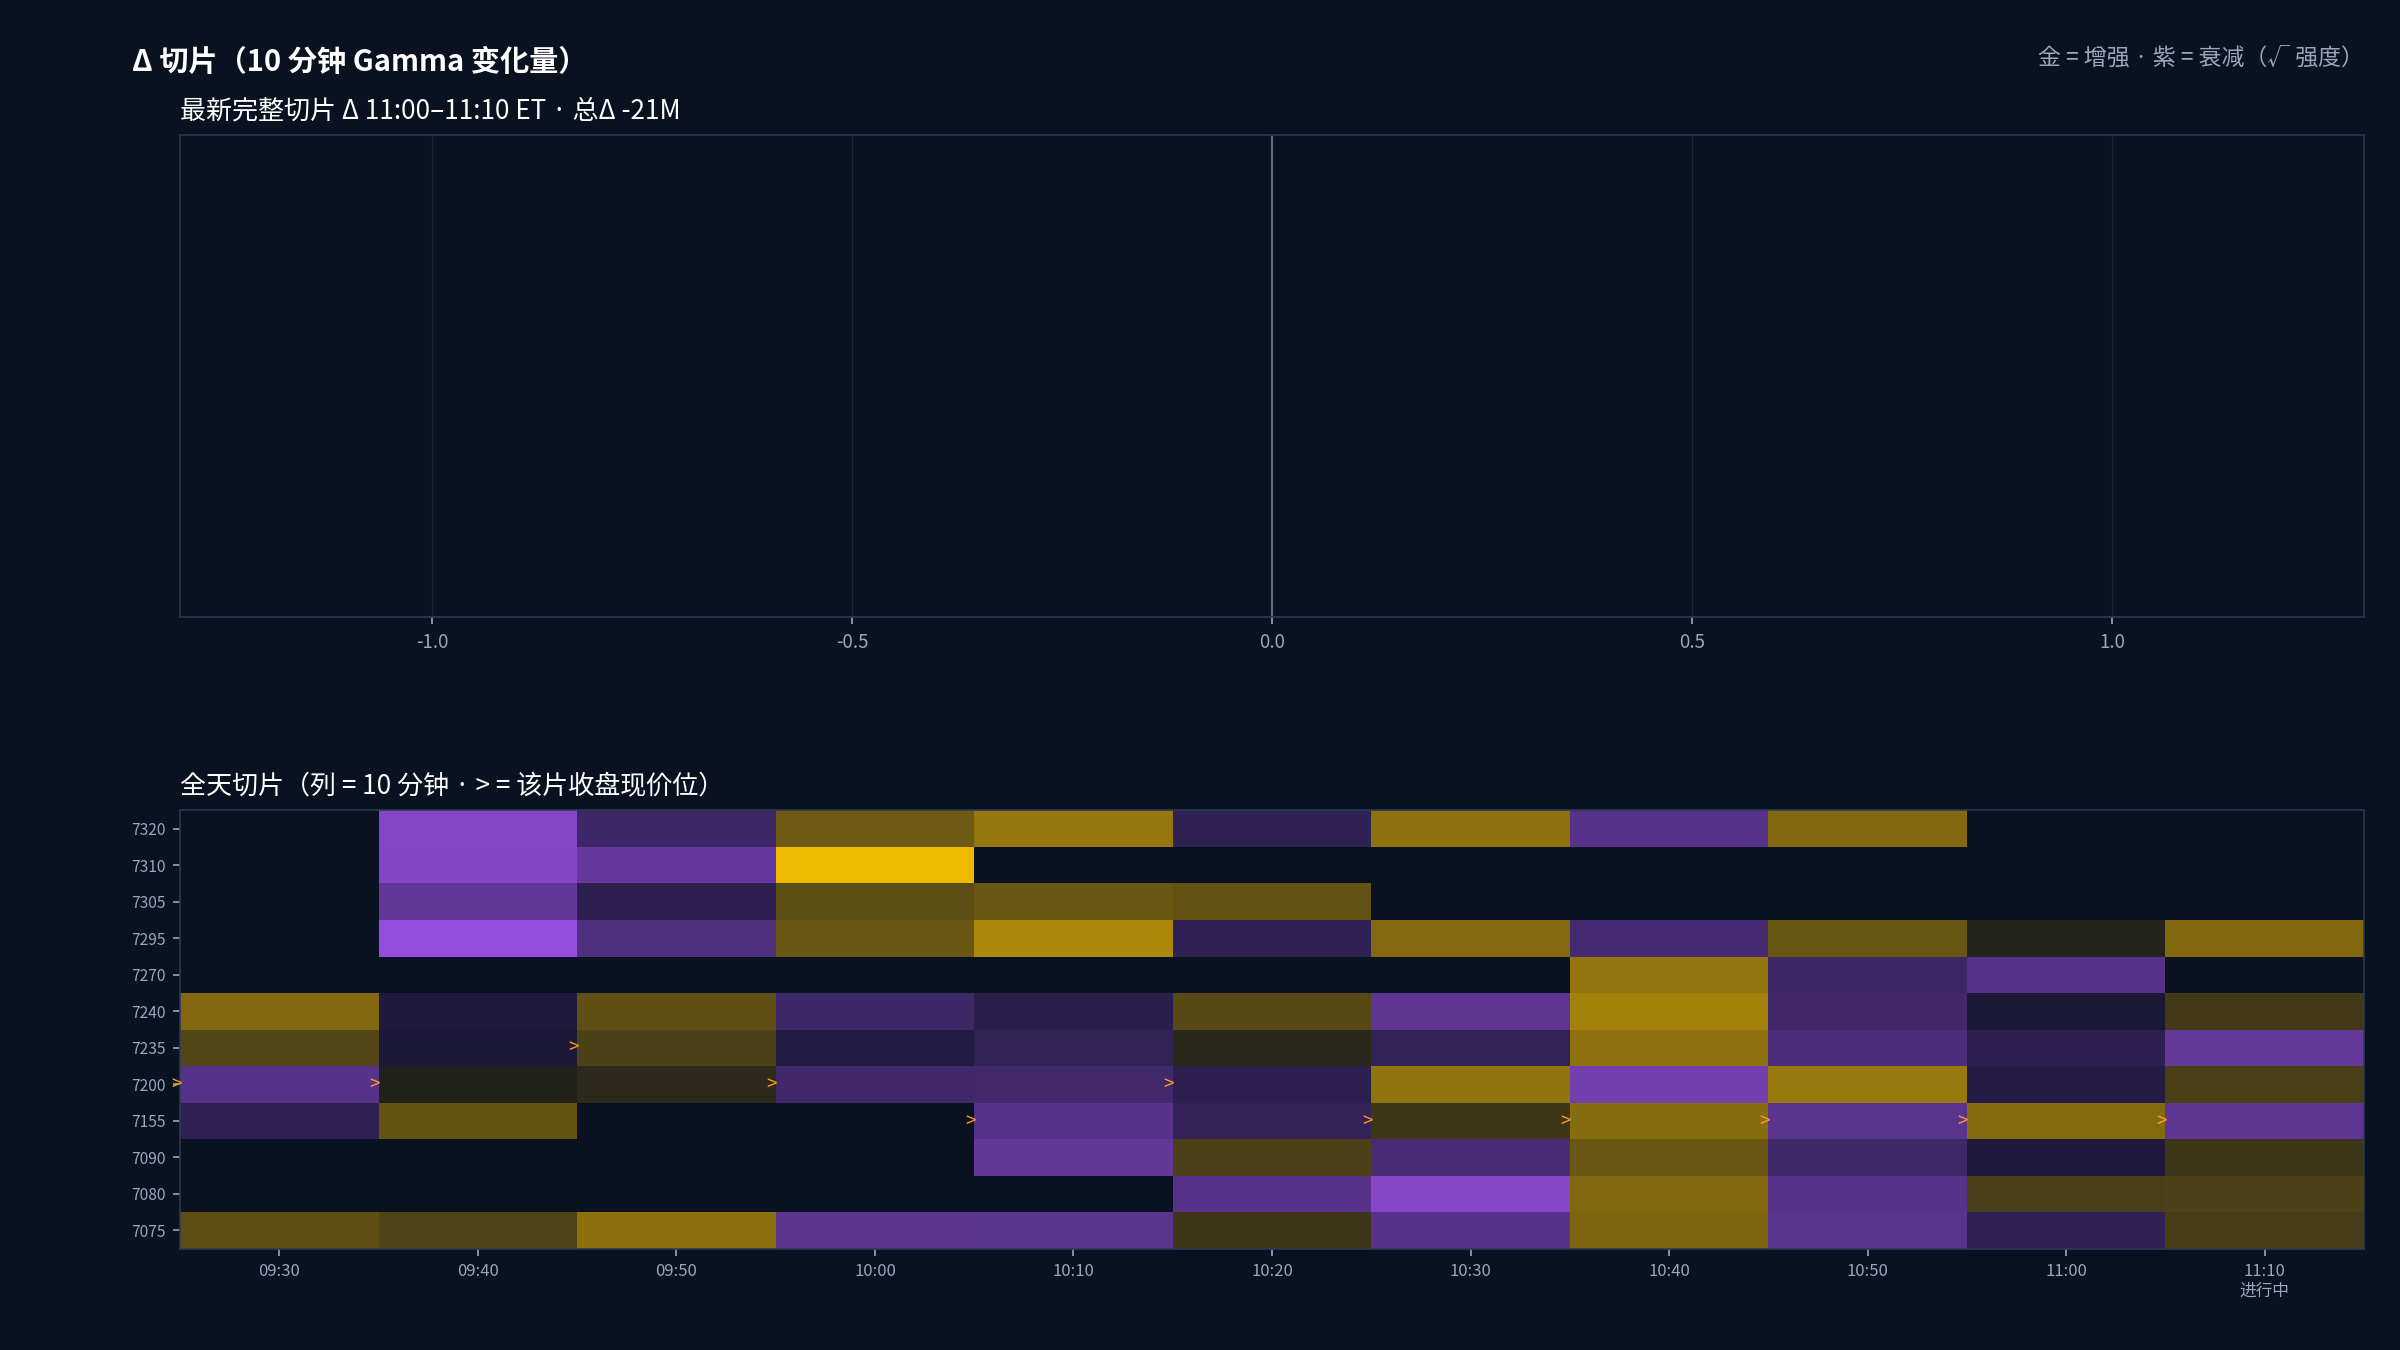 Δ 切片（10 分钟 Gamma 变化量）
金 = 增强 · 紫 = 衰减（√ 强度）
最新完整切片 Δ 11:00–11:10 ET · 总Δ -21M
-1.0 -0.5 0.0 0.5 1.0
全天切片（列 = 10 分钟 · > = 该片收盘现价位）
7320
7310
7305
7295
7270
7240
7235 >
7200 > > > >
7155 > > > > > >
7090
7080
7075
09:30 09:40 09:50 10:00 10:10 10:20 10:30 10:40 10:50 11:00 11:10
进行中